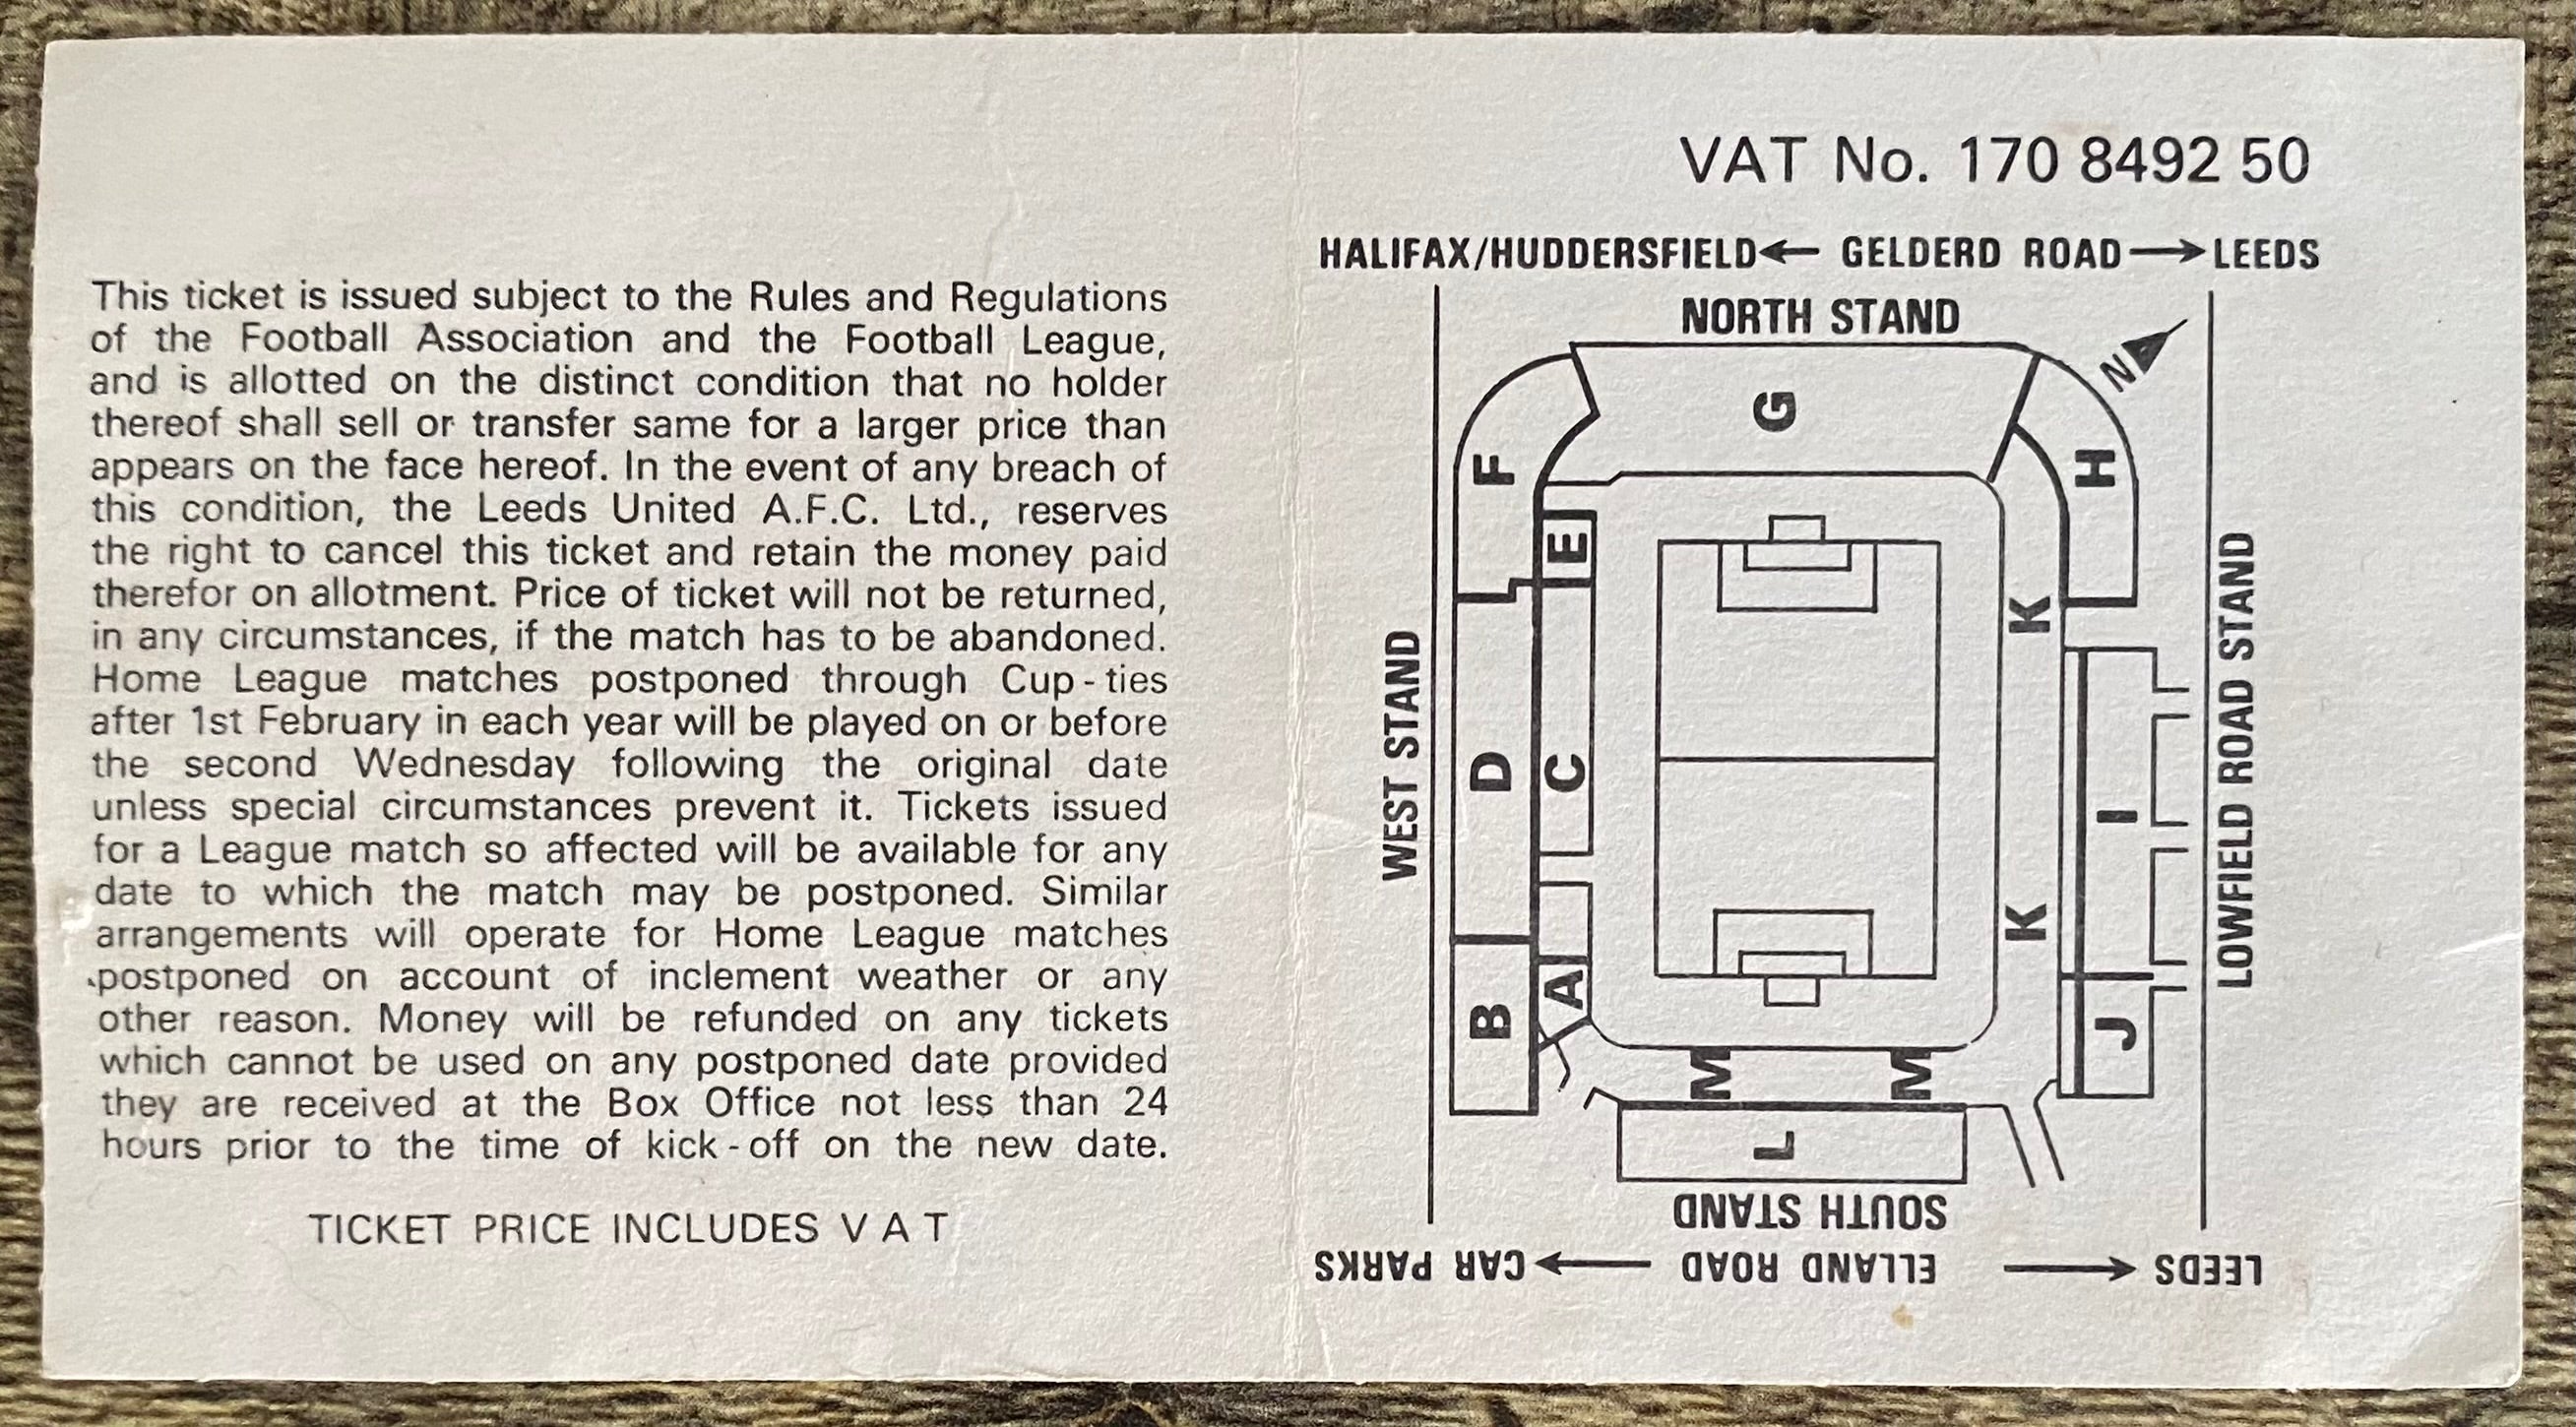 This ticket is issued subject to the Rules and Regulations
of the Football Association and the Football League,
and is allotted on the distinct condition that no holder
thereof shall sell or transfer same for a larger price than
appears on the face hereof. In the event of any breach of
this condition, the Leeds United A.F.C. Ltd., reserves
the right to cancel this ticket and retain the money paid
therefor on allotment. Price of ticket will not be returned,
in any circumstances, if the match has to be abandoned.
Home League matches postponed through Cup-ties
after 1st February in each year will be played on or before
the second Wednesday following the original date
unless special circumstances prevent it. Tickets issued
for a League match so affected will be available for any
date to which the match may be postponed. Similar
arrangements will operate for Home League matches
postponed on account of inclement weather or any
other reason. Money will be refunded on any tickets
which cannot be used on any postponed date provided
they are received at the Box Office not less than 24
hours prior to the time of kick-off on the new date.
TICKET PRICE INCLUDES V A T
VAT No. 170 8492 50
HALIFAX/HUDDERSFIELD ← GELDERD ROAD → LEEDS
NORTH STAND
N
G
F
H
E
K
WEST STAND
LOWFIELD ROAD STAND
D
C
I
K
A
B
J
M
M
L
SOUTH STAND
CAR PARKS ← ELLAND ROAD → LEEDS